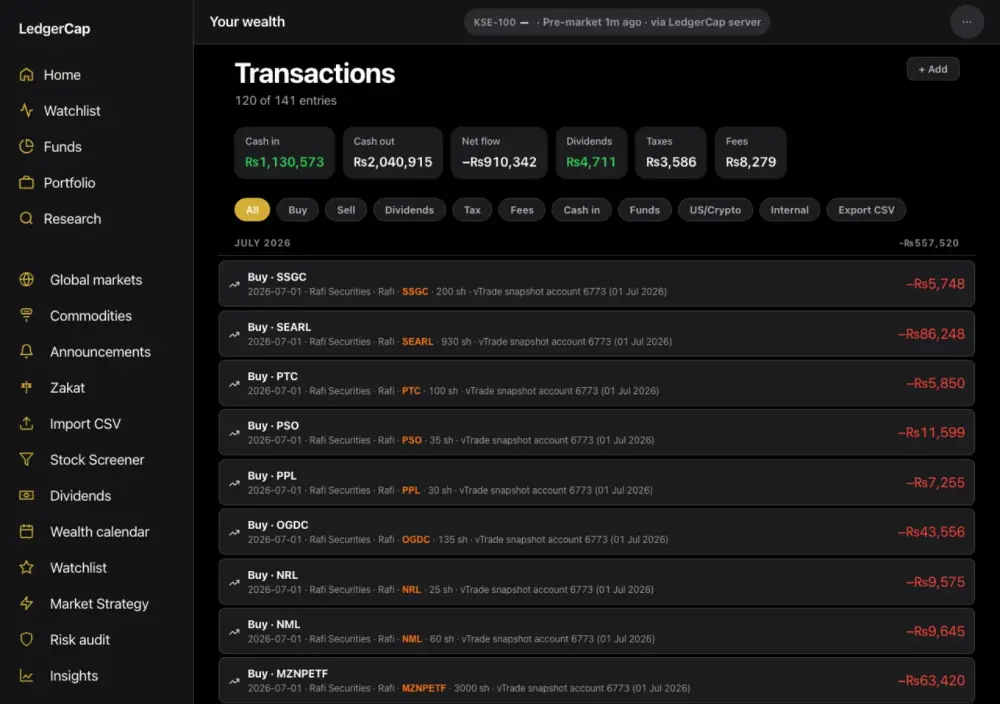 LedgerCap
Home
Watchlist
Funds
Portfolio
Research
Global markets
Commodities
Announcements
Zakat
Import CSV
Stock Screener
Dividends
Wealth calendar
Watchlist
Market Strategy
Risk audit
Insights
Your wealth
KSE-100 — · Pre-market 1m ago · via LedgerCap server
...
Transactions
+ Add
120 of 141 entries
Cash in
Rs1,130,573
Cash out
Rs2,040,915
Net flow
−Rs910,342
Dividends
Rs4,711
Taxes
Rs3,586
Fees
Rs8,279
All
Buy
Sell
Dividends
Tax
Fees
Cash in
Funds
US/Crypto
Internal
Export CSV
JULY 2026
-Rs557,520
Buy · SSGC
2026-07-01 · Rafi Securities · Rafi · SSGC · 200 sh · vTrade snapshot account 6773 (01 Jul 2026)
−Rs5,748
Buy · SEARL
2026-07-01 · Rafi Securities · Rafi · SEARL · 930 sh · vTrade snapshot account 6773 (01 Jul 2026)
−Rs86,248
Buy · PTC
2026-07-01 · Rafi Securities · Rafi · PTC · 100 sh · vTrade snapshot account 6773 (01 Jul 2026)
−Rs5,850
Buy · PSO
2026-07-01 · Rafi Securities · Rafi · PSO · 35 sh · vTrade snapshot account 6773 (01 Jul 2026)
−Rs11,599
Buy · PPL
2026-07-01 · Rafi Securities · Rafi · PPL · 30 sh · vTrade snapshot account 6773 (01 Jul 2026)
−Rs7,255
Buy · OGDC
2026-07-01 · Rafi Securities · Rafi · OGDC · 135 sh · vTrade snapshot account 6773 (01 Jul 2026)
−Rs43,556
Buy · NRL
2026-07-01 · Rafi Securities · Rafi · NRL · 25 sh · vTrade snapshot account 6773 (01 Jul 2026)
−Rs9,575
Buy · NML
2026-07-01 · Rafi Securities · Rafi · NML · 60 sh · vTrade snapshot account 6773 (01 Jul 2026)
−Rs9,645
Buy · MZNPETF
2026-07-01 · Rafi Securities · Rafi · MZNPETF · 3000 sh · vTrade snapshot account 6773 (01 Jul 2026)
−Rs63,420